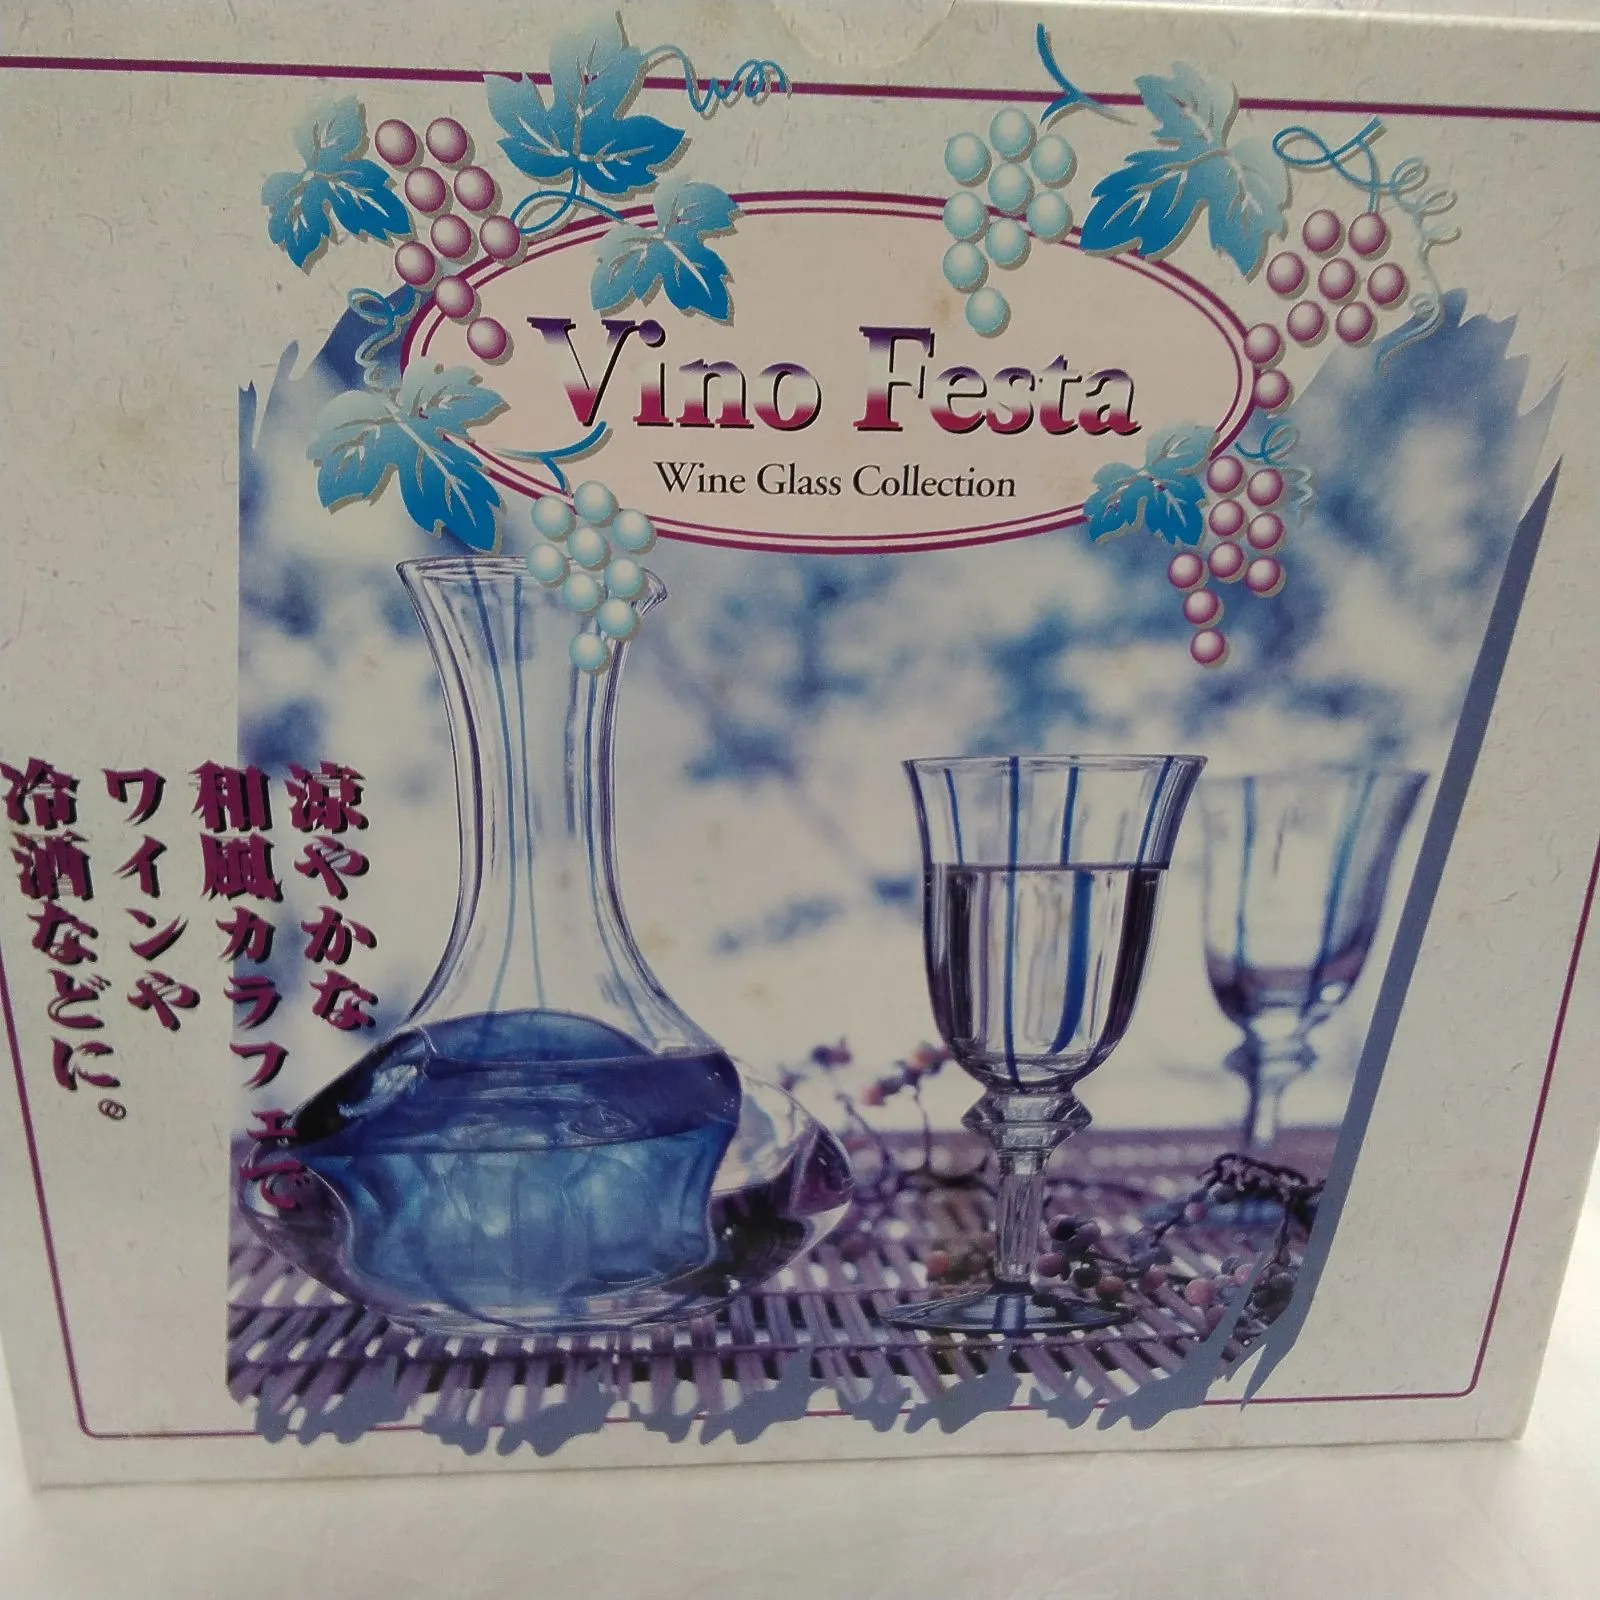 Vino Festa
Wine Glass Collection
涼やかな
和風カラフェで
ワインや
冷酒などに。